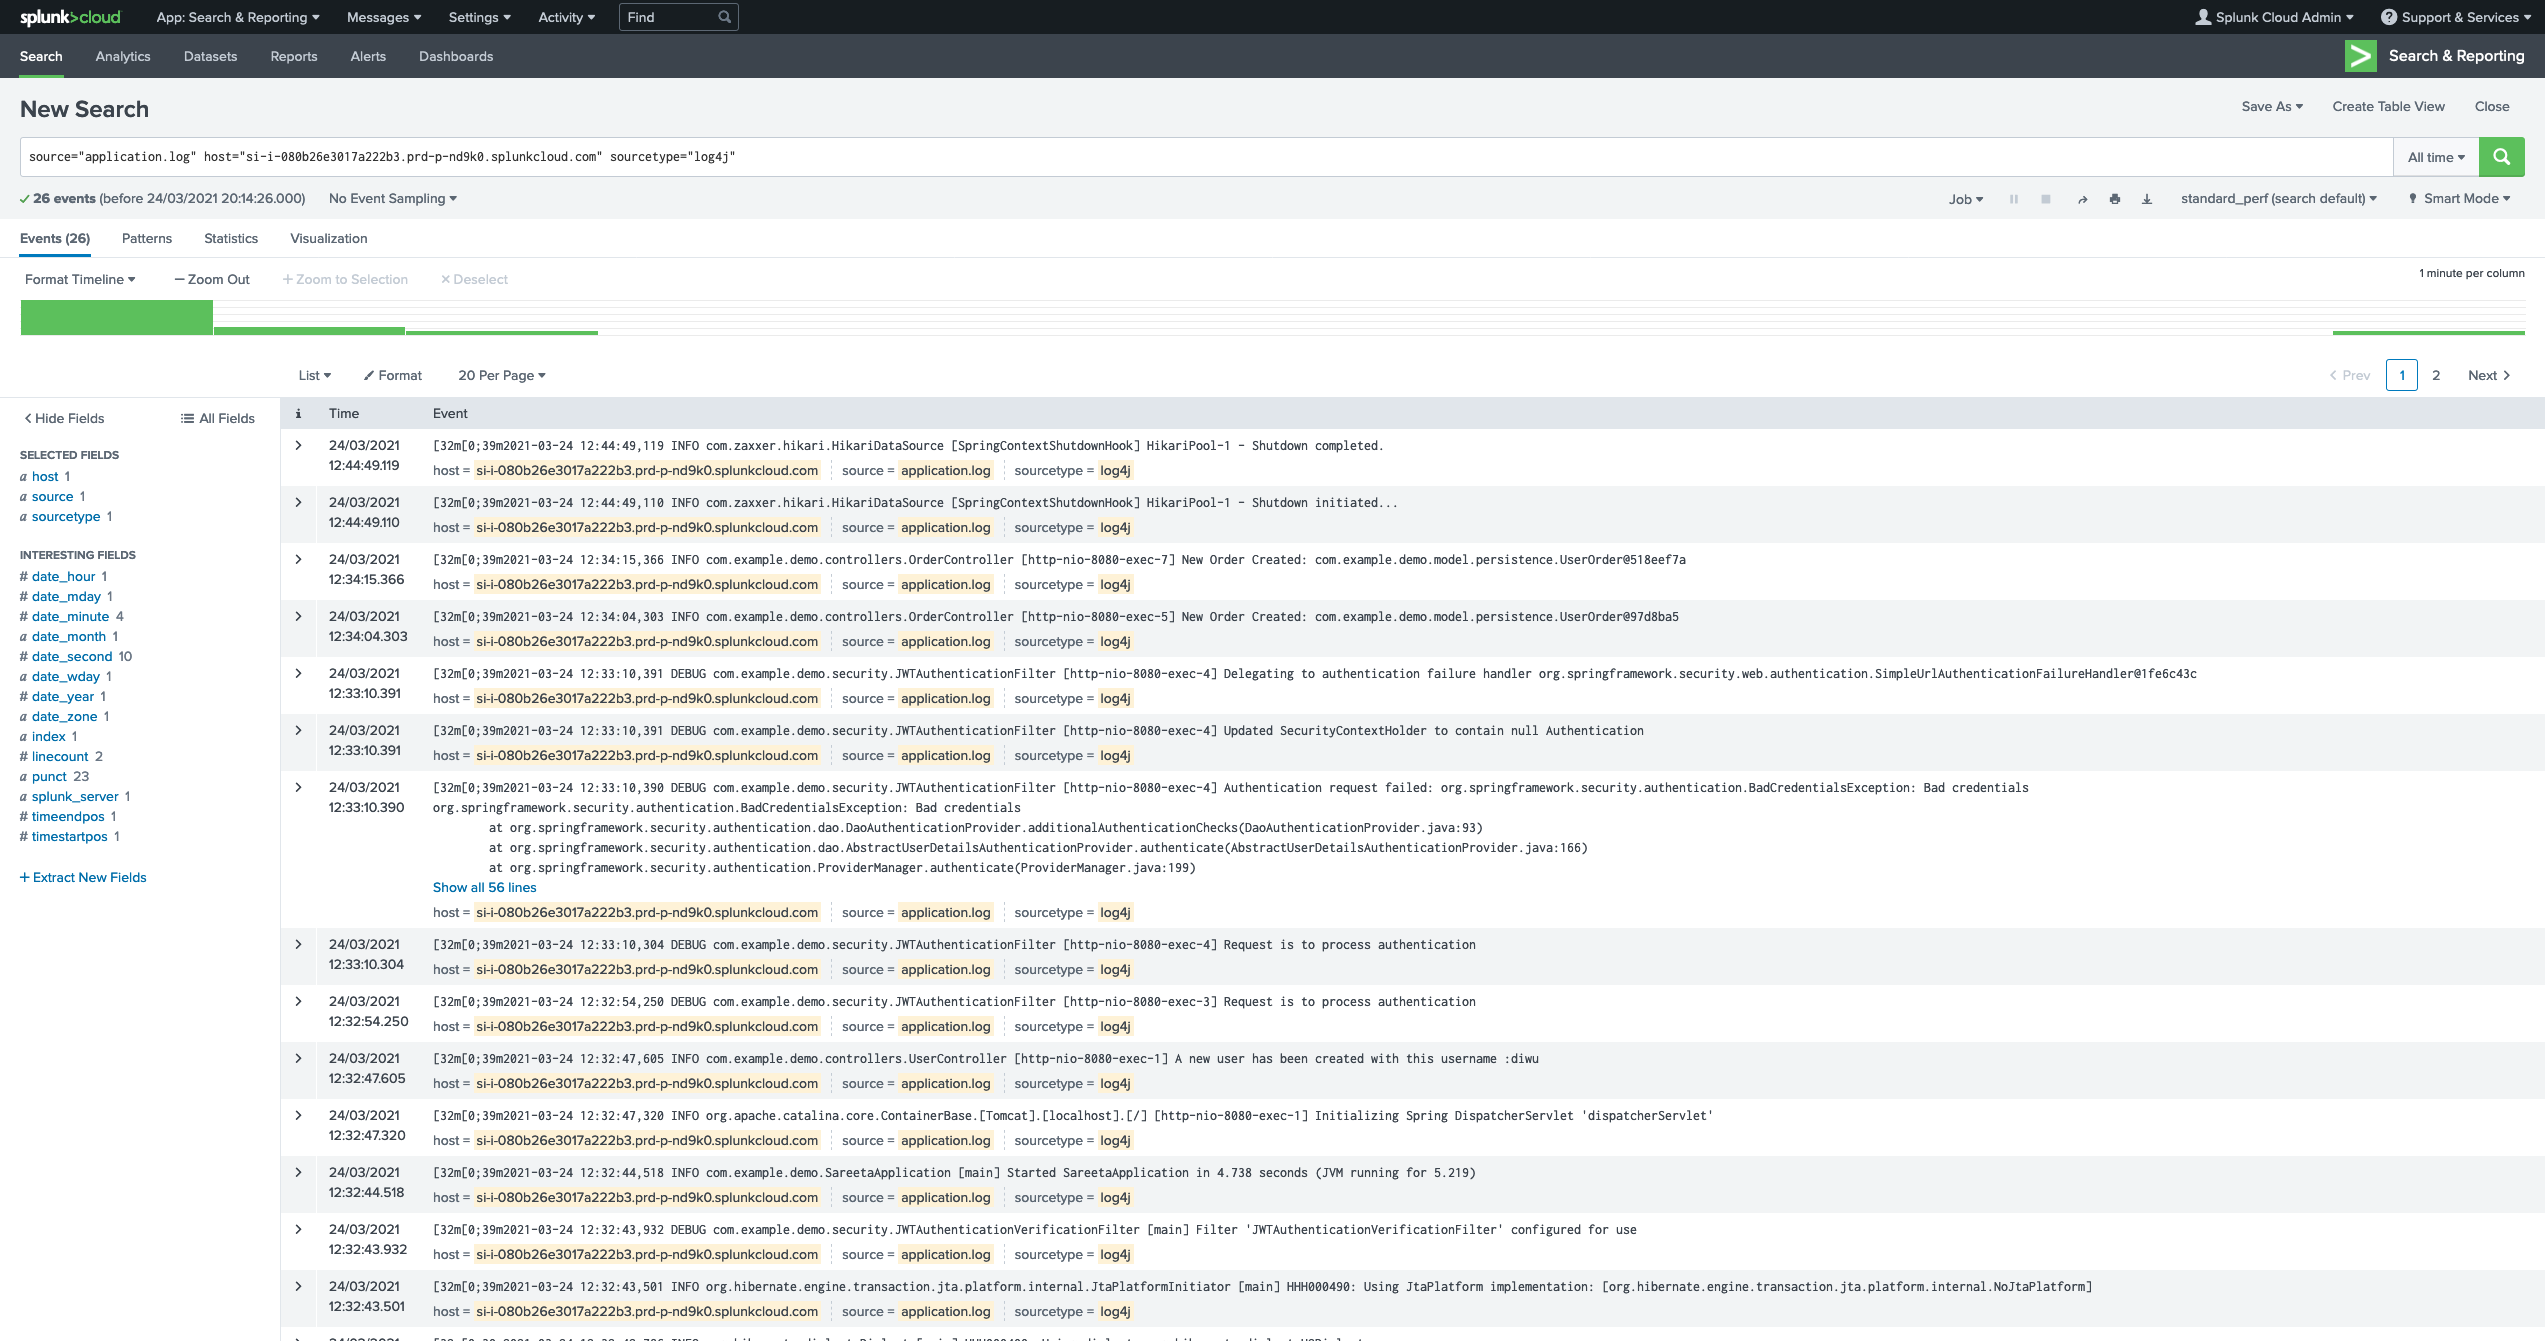 splunk>cloud App: Search & Reporting Messages Settings Activity Find Splunk Cloud Admin Support & Services
Search Analytics Datasets Reports Alerts Dashboards Search & Reporting
New Search Save As Create Table View Close
source="application.log" host="si-i-080b26e3017a222b3.prd-p-nd9k0.splunkcloud.com" sourcetype="log4j" All time
26 events (before 24/03/2021 20:14:26.000) No Event Sampling Job standard_perf (search default) Smart Mode
Events (26) Patterns Statistics Visualization
Format Timeline — Zoom Out + Zoom to Selection × Deselect 1 minute per column
List Format 20 Per Page < Prev 1 2 Next >
< Hide Fields All Fields
SELECTED FIELDS
a host 1
a source 1
a sourcetype 1
INTERESTING FIELDS
# date_hour 1
# date_mday 1
# date_minute 4
a date_month 1
# date_second 10
a date_wday 1
# date_year 1
a date_zone 1
a index 1
# linecount 2
a punct 23
a splunk_server 1
# timeendpos 1
# timestartpos 1
+ Extract New Fields
i Time Event
> 24/03/2021 [32m[0;39m2021-03-24 12:44:49,119 INFO com.zaxxer.hikari.HikariDataSource [SpringContextShutdownHook] HikariPool-1 - Shutdown completed.
12:44:49.119 host = si-i-080b26e3017a222b3.prd-p-nd9k0.splunkcloud.com source = application.log sourcetype = log4j
> 24/03/2021 [32m[0;39m2021-03-24 12:44:49,110 INFO com.zaxxer.hikari.HikariDataSource [SpringContextShutdownHook] HikariPool-1 - Shutdown initiated...
12:44:49.110 host = si-i-080b26e3017a222b3.prd-p-nd9k0.splunkcloud.com source = application.log sourcetype = log4j
> 24/03/2021 [32m[0;39m2021-03-24 12:34:15,366 INFO com.example.demo.controllers.OrderController [http-nio-8080-exec-7] New Order Created: com.example.demo.model.persistence.UserOrder@518eef7a
12:34:15.366 host = si-i-080b26e3017a222b3.prd-p-nd9k0.splunkcloud.com source = application.log sourcetype = log4j
> 24/03/2021 [32m[0;39m2021-03-24 12:34:04,303 INFO com.example.demo.controllers.OrderController [http-nio-8080-exec-5] New Order Created: com.example.demo.model.persistence.UserOrder@97d8ba5
12:34:04.303 host = si-i-080b26e3017a222b3.prd-p-nd9k0.splunkcloud.com source = application.log sourcetype = log4j
> 24/03/2021 [32m[0;39m2021-03-24 12:33:10,391 DEBUG com.example.demo.security.JWTAuthenticationFilter [http-nio-8080-exec-4] Delegating to authentication failure handler org.springframework.security.web.authentication.SimpleUrlAuthenticationFailureHandler@1fe6c43c
12:33:10.391 host = si-i-080b26e3017a222b3.prd-p-nd9k0.splunkcloud.com source = application.log sourcetype = log4j
> 24/03/2021 [32m[0;39m2021-03-24 12:33:10,391 DEBUG com.example.demo.security.JWTAuthenticationFilter [http-nio-8080-exec-4] Updated SecurityContextHolder to contain null Authentication
12:33:10.391 host = si-i-080b26e3017a222b3.prd-p-nd9k0.splunkcloud.com source = application.log sourcetype = log4j
> 24/03/2021 [32m[0;39m2021-03-24 12:33:10,390 DEBUG com.example.demo.security.JWTAuthenticationFilter [http-nio-8080-exec-4] Authentication request failed: org.springframework.security.authentication.BadCredentialsException: Bad credentials
12:33:10.390 org.springframework.security.authentication.BadCredentialsException: Bad credentials
at org.springframework.security.authentication.dao.DaoAuthenticationProvider.additionalAuthenticationChecks(DaoAuthenticationProvider.java:93)
at org.springframework.security.authentication.dao.AbstractUserDetailsAuthenticationProvider.authenticate(AbstractUserDetailsAuthenticationProvider.java:166)
at org.springframework.security.authentication.ProviderManager.authenticate(ProviderManager.java:199)
Show all 56 lines
host = si-i-080b26e3017a222b3.prd-p-nd9k0.splunkcloud.com source = application.log sourcetype = log4j
> 24/03/2021 [32m[0;39m2021-03-24 12:33:10,304 DEBUG com.example.demo.security.JWTAuthenticationFilter [http-nio-8080-exec-4] Request is to process authentication
12:33:10.304 host = si-i-080b26e3017a222b3.prd-p-nd9k0.splunkcloud.com source = application.log sourcetype = log4j
> 24/03/2021 [32m[0;39m2021-03-24 12:32:54,250 DEBUG com.example.demo.security.JWTAuthenticationFilter [http-nio-8080-exec-3] Request is to process authentication
12:32:54.250 host = si-i-080b26e3017a222b3.prd-p-nd9k0.splunkcloud.com source = application.log sourcetype = log4j
> 24/03/2021 [32m[0;39m2021-03-24 12:32:47,605 INFO com.example.demo.controllers.UserController [http-nio-8080-exec-1] A new user has been created with this username :diwu
12:32:47.605 host = si-i-080b26e3017a222b3.prd-p-nd9k0.splunkcloud.com source = application.log sourcetype = log4j
> 24/03/2021 [32m[0;39m2021-03-24 12:32:47,320 INFO org.apache.catalina.core.ContainerBase.[Tomcat].[localhost].[/] [http-nio-8080-exec-1] Initializing Spring DispatcherServlet 'dispatcherServlet'
12:32:47.320 host = si-i-080b26e3017a222b3.prd-p-nd9k0.splunkcloud.com source = application.log sourcetype = log4j
> 24/03/2021 [32m[0;39m2021-03-24 12:32:44,518 INFO com.example.demo.SareetaApplication [main] Started SareetaApplication in 4.738 seconds (JVM running for 5.219)
12:32:44.518 host = si-i-080b26e3017a222b3.prd-p-nd9k0.splunkcloud.com source = application.log sourcetype = log4j
> 24/03/2021 [32m[0;39m2021-03-24 12:32:43,932 DEBUG com.example.demo.security.JWTAuthenticationVerificationFilter [main] Filter 'JWTAuthenticationVerificationFilter' configured for use
12:32:43.932 host = si-i-080b26e3017a222b3.prd-p-nd9k0.splunkcloud.com source = application.log sourcetype = log4j
> 24/03/2021 [32m[0;39m2021-03-24 12:32:43,501 INFO org.hibernate.engine.transaction.jta.platform.internal.JtaPlatformInitiator [main] HHH000490: Using JtaPlatform implementation: [org.hibernate.engine.transaction.jta.platform.internal.NoJtaPlatform]
12:32:43.501 host = si-i-080b26e3017a222b3.prd-p-nd9k0.splunkcloud.com source = application.log sourcetype = log4j